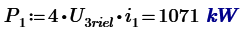 P₁ := 4 • U₃ᵣᵢₑₗ • i₁ = 1071 kW